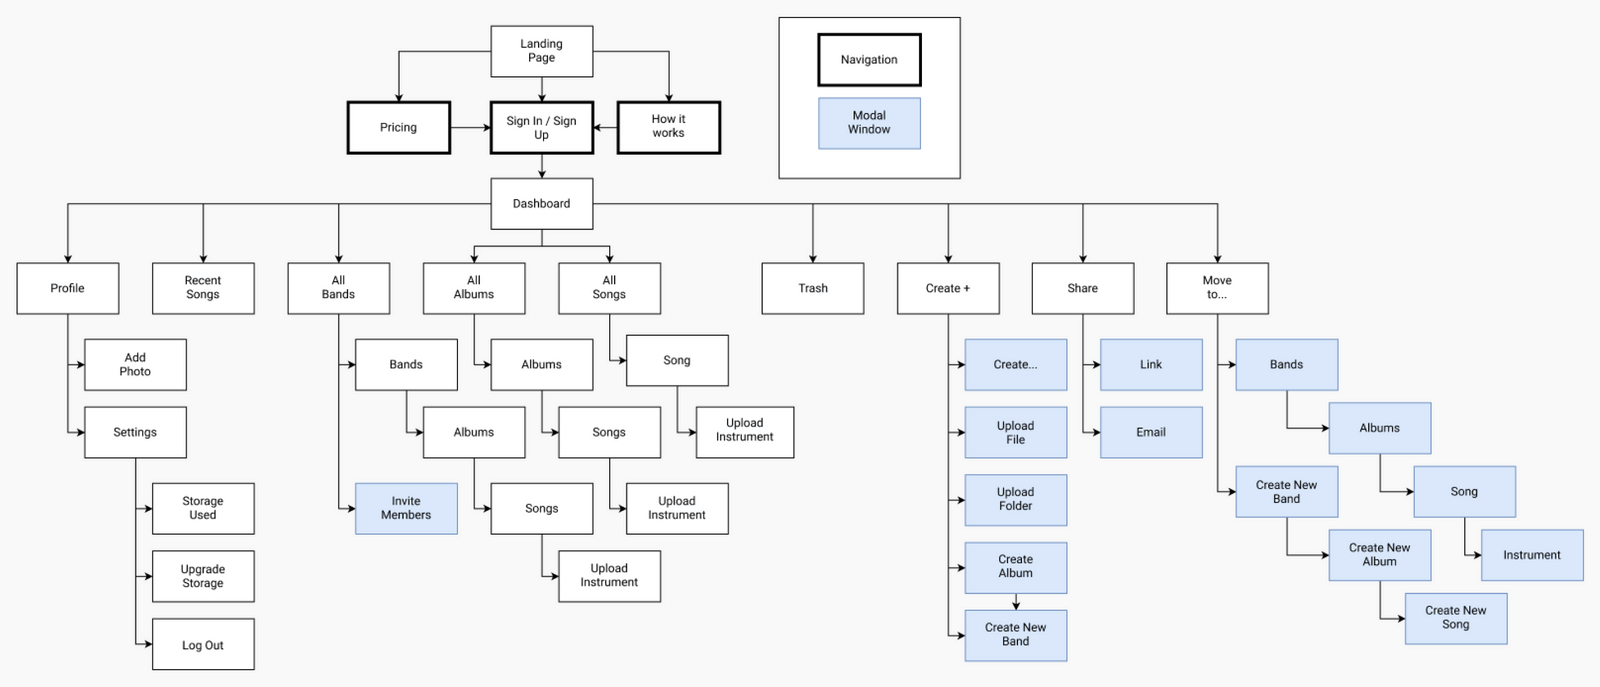 Landing
Page
Navigation
Modal
Window
Pricing
Sign In / Sign
Up
How it
works
Dashboard
Profile
Recent
Songs
All
Bands
All
Albums
All
Songs
Trash
Create +
Share
Move
to...
Add
Photo
Settings
Storage
Used
Upgrade
Storage
Log Out
Bands
Albums
Songs
Upload
Instrument
Invite
Members
Albums
Songs
Upload
Instrument
Song
Upload
Instrument
Create...
Upload
File
Upload
Folder
Create
Album
Create New
Band
Link
Email
Bands
Albums
Song
Instrument
Create New
Band
Create New
Album
Create New
Song